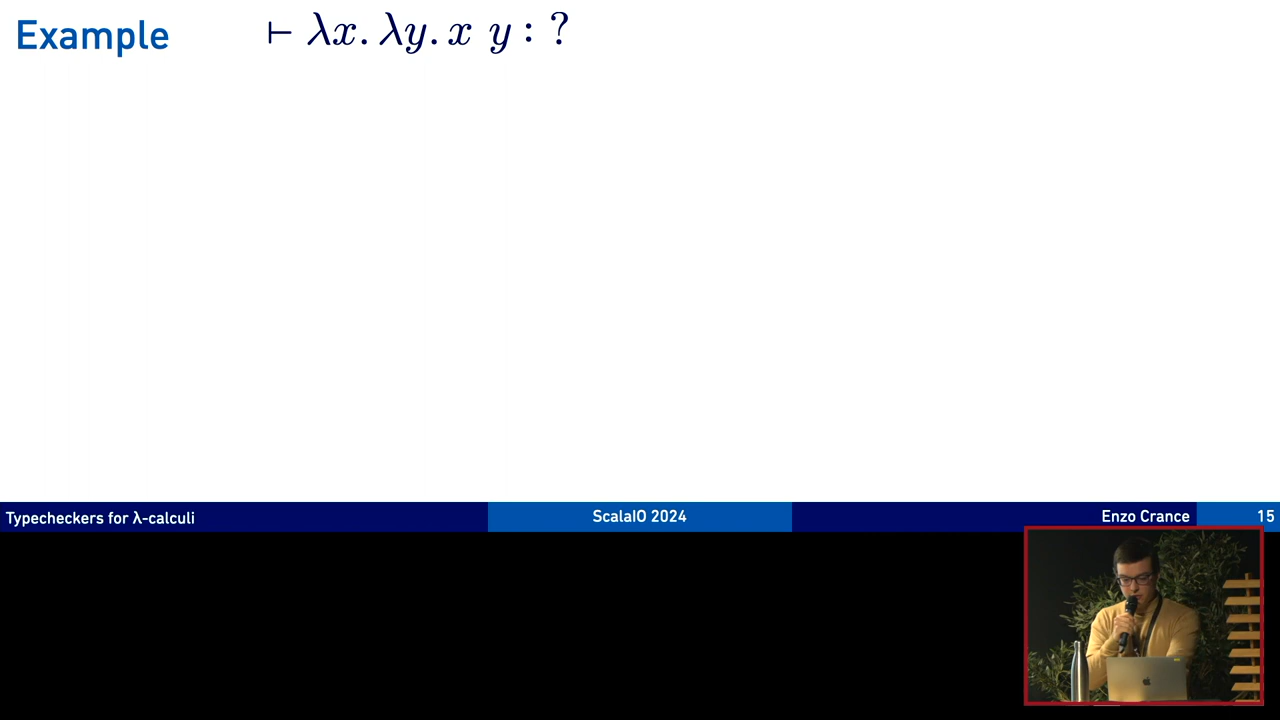 Example ⊢ λx. λy. x y : ?
Typecheckers for λ-calculi ScalaIO 2024 Enzo Crance 15